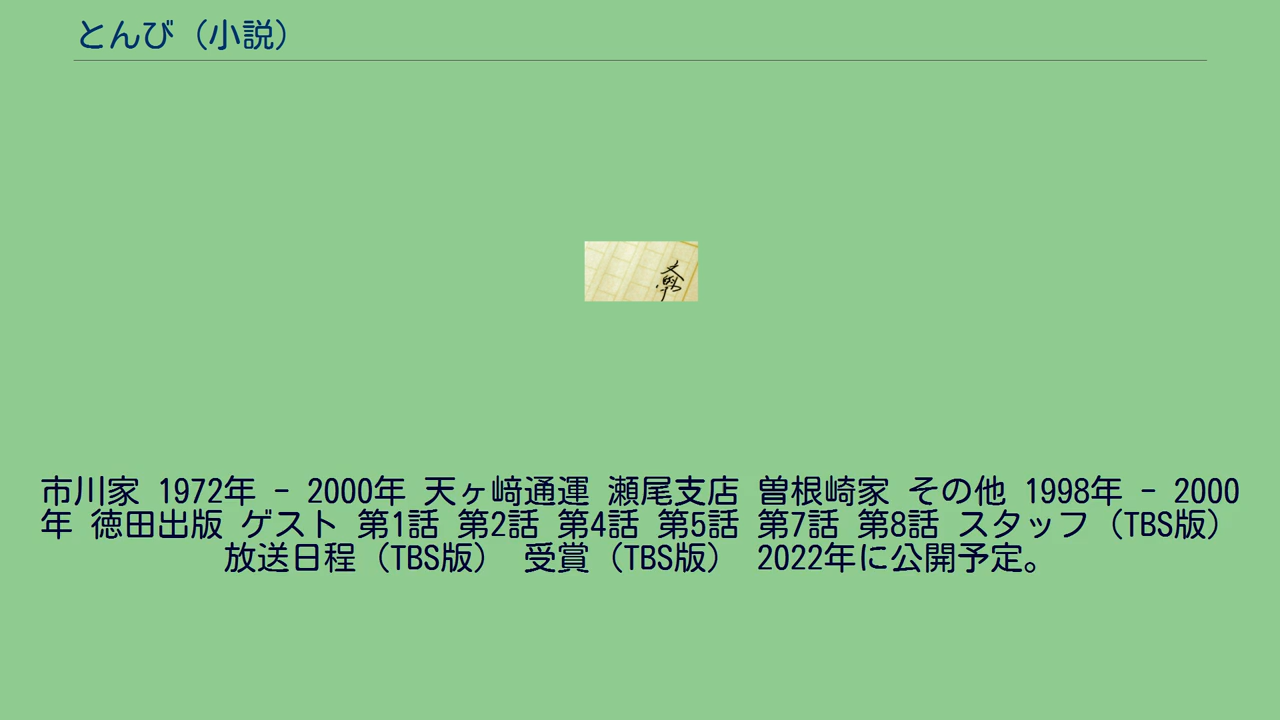 とんび（小説）
市川家 1972年 - 2000年 天ヶ﨑通運 瀬尾支店 曽根崎家 その他 1998年 - 2000
年 徳田出版 ゲスト 第1話 第2話 第4話 第5話 第7話 第8話 スタッフ（TBS版）
放送日程（TBS版） 受賞（TBS版） 2022年に公開予定。